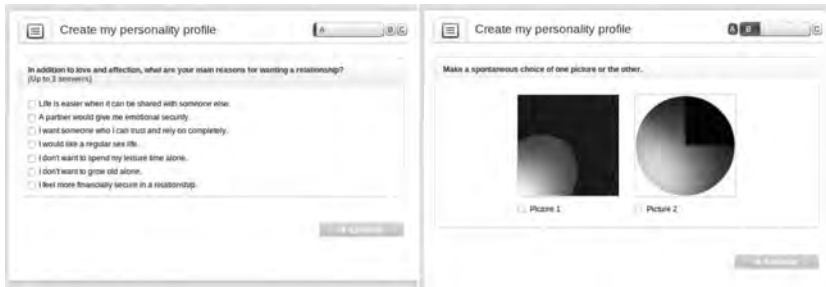 Create my personality profile
A
B C
In addition to love and affection, what are your main reasons for wanting a relationship?
(Up to 3 answers)
Life is easier when it can be shared with someone else.
A partner would give me emotional security.
I want someone who I can trust and rely on completely.
I would like a regular sex life.
I don't want to spend my leisure time alone.
I don't want to grow old alone.
I feel more financially secure in a relationship.
Create my personality profile
A B
C
Make a spontaneous choice of one picture or the other.
Picture 1
Picture 2